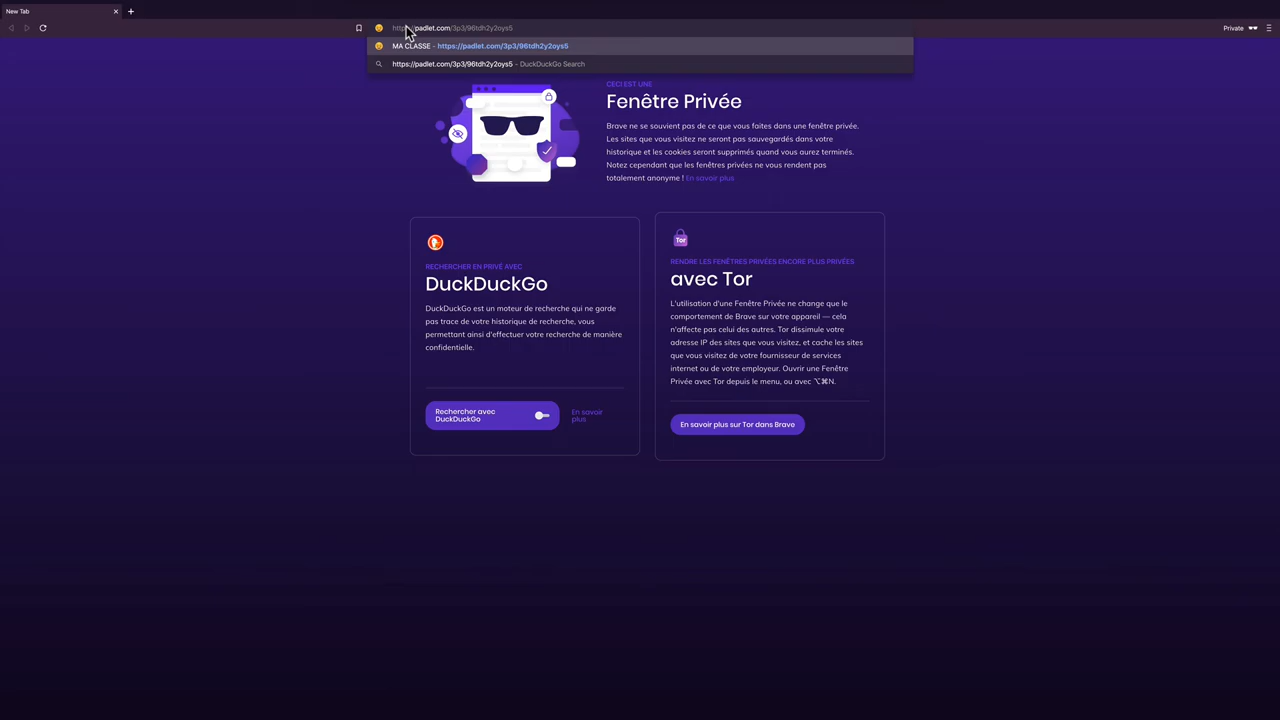 New Tab
https://padlet.com/3p3/96tdh2y2oys5
Private
MA CLASSE - https://padlet.com/3p3/96tdh2y2oys5
https://padlet.com/3p3/96tdh2y2oys5 - DuckDuckGo Search
CECI EST UNE
Fenêtre Privée
Brave ne se souvient pas de ce que vous faites dans une fenêtre privée.
Les sites que vous visitez ne seront pas sauvegardés dans votre
historique et les cookies seront supprimés quand vous aurez terminés.
Notez cependant que les fenêtres privées ne vous rendent pas
totalement anonyme ! En savoir plus
RECHERCHER EN PRIVÉ AVEC
DuckDuckGo
DuckDuckGo est un moteur de recherche qui ne garde
pas trace de votre historique de recherche, vous
permettant ainsi d'effectuer votre recherche de manière
confidentielle.
Rechercher avec
DuckDuckGo
En savoir
plus
Tor
RENDRE LES FENÊTRES PRIVÉES ENCORE PLUS PRIVÉES
avec Tor
L'utilisation d'une Fenêtre Privée ne change que le
comportement de Brave sur votre appareil — cela
n'affecte pas celui des autres. Tor dissimule votre
adresse IP des sites que vous visitez, et cache les sites
que vous visitez de votre fournisseur de services
internet ou de votre employeur. Ouvrir une Fenêtre
Privée avec Tor depuis le menu, ou avec ⌥⌘N.
En savoir plus sur Tor dans Brave